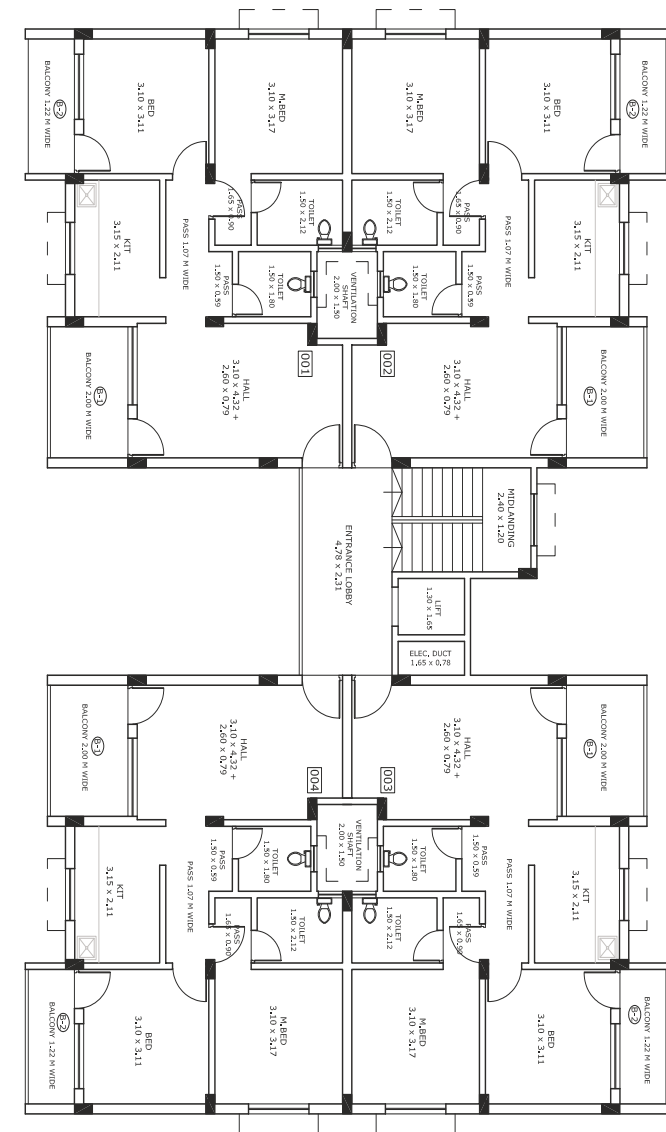 BALCONY 1.22 M WIDE
B-2
BED
3.10 x 3.11
M.BED
3.10 x 3.17
M.BED
3.10 x 3.17
BED
3.10 x 3.11
B-2
BALCONY 1.22 M WIDE
KIT
3.15 x 2.11
PASS 1.07 M WIDE
PASS
1.65 x 0.90
TOILET
1.50 x 2.12
TOILET
1.50 x 2.12
PASS
1.65 x 0.90
PASS 1.07 M WIDE
KIT
3.15 x 2.11
PASS
1.50 x 0.59
TOILET
1.50 x 1.80
VENTILATION
SHAFT
2.00 x 1.50
TOILET
1.50 x 1.80
PASS
1.50 x 0.59
BALCONY 2.00 M WIDE
B-1
HALL
3.10 x 4.32 +
2.60 x 0.79
001
002
HALL
3.10 x 4.32 +
2.60 x 0.79
B-1
BALCONY 2.00 M WIDE
ENTRANCE LOBBY
4.78 x 2.31
MIDLANDING
2.40 x 1.20
LIFT
1.30 x 1.65
ELEC. DUCT
1.65 x 0.78
BALCONY 2.00 M WIDE
B-1
HALL
3.10 x 4.32 +
2.60 x 0.79
004
003
HALL
3.10 x 4.32 +
2.60 x 0.79
B-1
BALCONY 2.00 M WIDE
KIT
3.15 x 2.11
PASS 1.07 M WIDE
PASS
1.50 x 0.59
TOILET
1.50 x 1.80
VENTILATION
SHAFT
2.00 x 1.50
TOILET
1.50 x 1.80
PASS
1.50 x 0.59
PASS 1.07 M WIDE
KIT
3.15 x 2.11
PASS
1.65 x 0.90
TOILET
1.50 x 2.12
TOILET
1.50 x 2.12
PASS
1.65 x 0.90
BALCONY 1.22 M WIDE
B-2
BED
3.10 x 3.11
M.BED
3.10 x 3.17
M.BED
3.10 x 3.17
BED
3.10 x 3.11
B-2
BALCONY 1.22 M WIDE